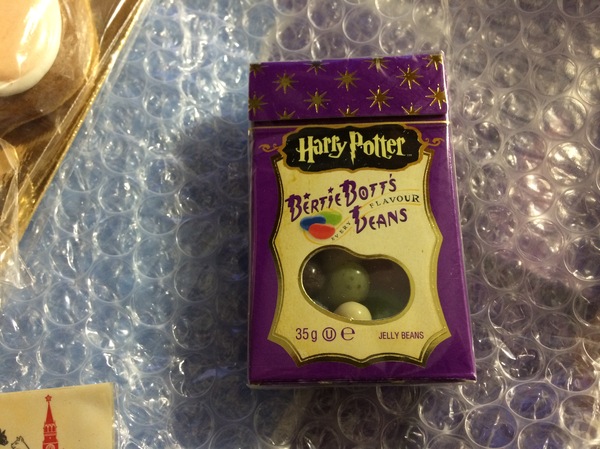 Harry Potter
BERTIE BOTT'S
EVERY FLAVOUR
BEANS
35g U e
JELLY BEANS